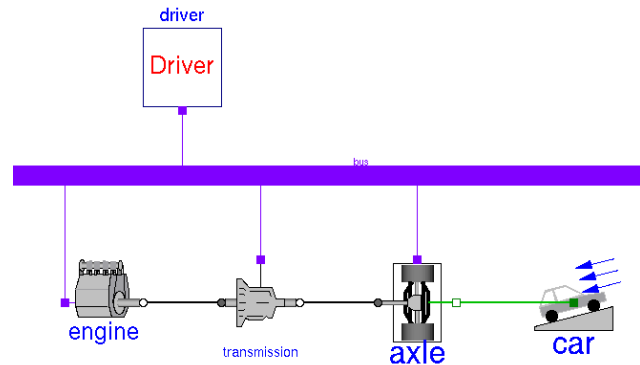 driver
Driver
bus
engine
transmission
axle
car